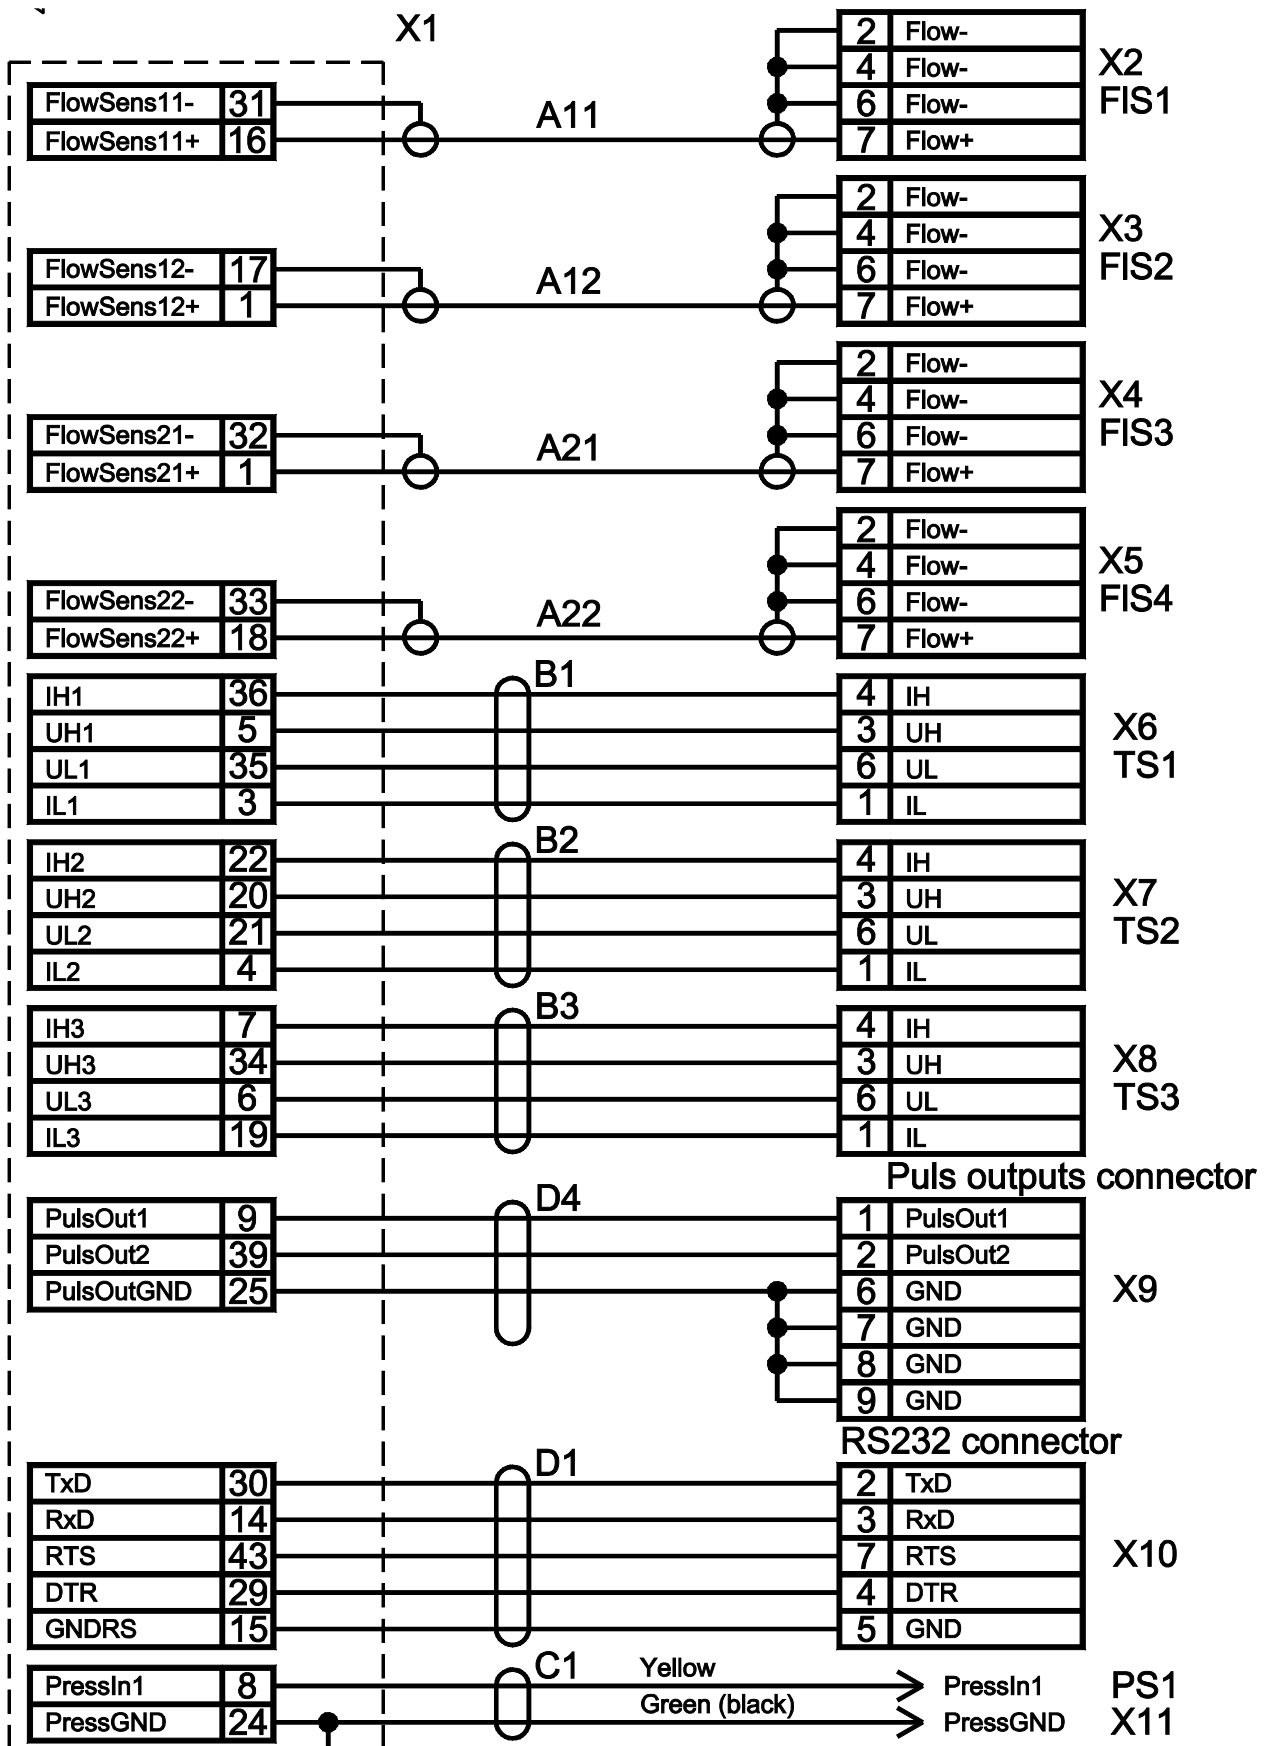 X1
FlowSens11- 31
FlowSens11+ 16
A11
2 Flow-
4 Flow-
6 Flow-
7 Flow+
X2
FIS1
FlowSens12- 17
FlowSens12+ 1
A12
2 Flow-
4 Flow-
6 Flow-
7 Flow+
X3
FIS2
FlowSens21- 32
FlowSens21+ 1
A21
2 Flow-
4 Flow-
6 Flow-
7 Flow+
X4
FIS3
FlowSens22- 33
FlowSens22+ 18
A22
2 Flow-
4 Flow-
6 Flow-
7 Flow+
X5
FIS4
B1
IH1 36 4 IH
UH1 5 3 UH
UL1 35 6 UL
IL1 3 1 IL
X6
TS1
B2
IH2 22 4 IH
UH2 20 3 UH
UL2 21 6 UL
IL2 4 1 IL
X7
TS2
B3
IH3 7 4 IH
UH3 34 3 UH
UL3 6 6 UL
IL3 19 1 IL
X8
TS3
Puls outputs connector
D4
PulsOut1 9 1 PulsOut1
PulsOut2 39 2 PulsOut2
PulsOutGND 25 6 GND
7 GND
8 GND
9 GND
X9
RS232 connector
D1
TxD 30 2 TxD
RxD 14 3 RxD
RTS 43 7 RTS
DTR 29 4 DTR
GNDRS 15 5 GND
X10
C1
PressIn1 8 Yellow PressIn1 PS1
PressGND 24 Green (black) PressGND X11